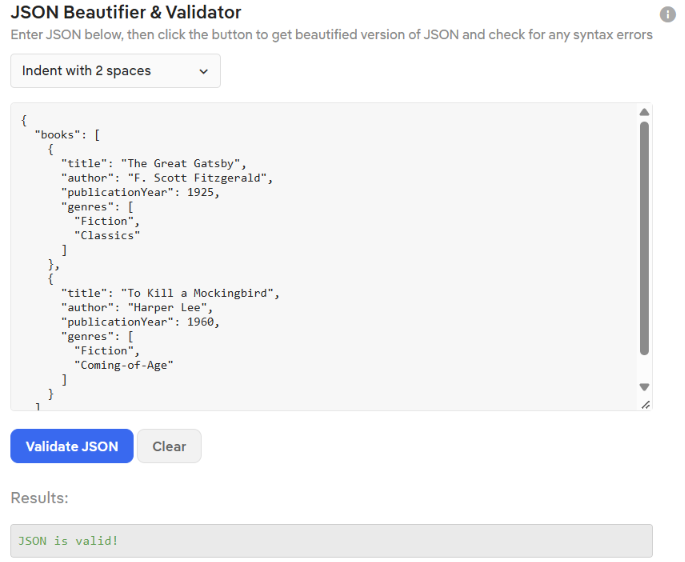 JSON Beautifier & Validator
Enter JSON below, then click the button to get beautified version of JSON and check for any syntax errors
Indent with 2 spaces
{
  "books": [
    {
      "title": "The Great Gatsby",
      "author": "F. Scott Fitzgerald",
      "publicationYear": 1925,
      "genres": [
        "Fiction",
        "Classics"
      ]
    },
    {
      "title": "To Kill a Mockingbird",
      "author": "Harper Lee",
      "publicationYear": 1960,
      "genres": [
        "Fiction",
        "Coming-of-Age"
      ]
    }
  ]
Validate JSON
Clear
Results:
JSON is valid!